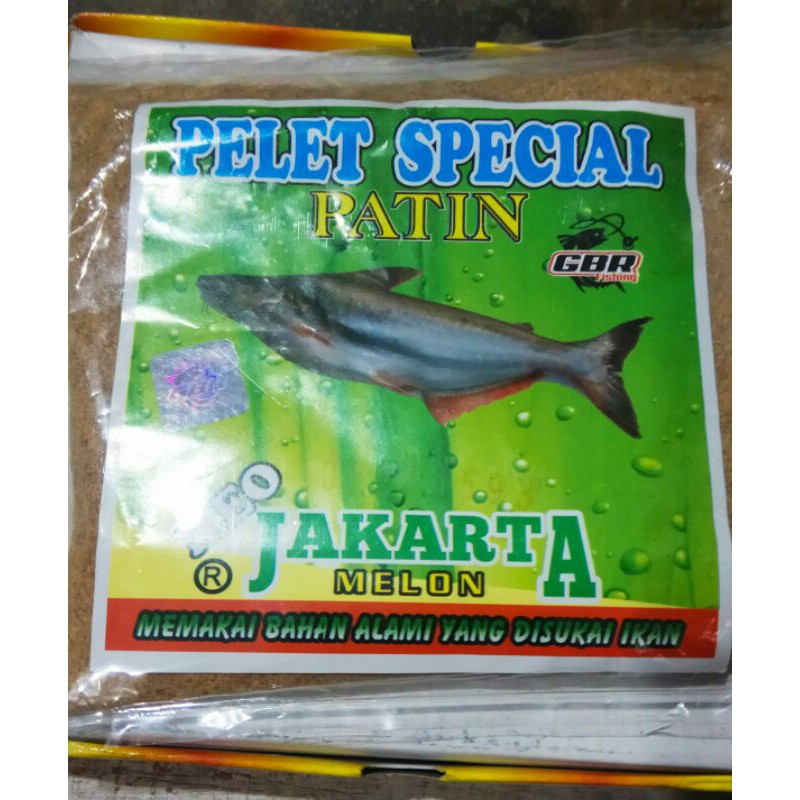 PELET SPECIAL
PATIN
GBR
fishing
JAKARTA
®
MELON
MEMAKAI BAHAN ALAMI YANG DISUKAI IKAN